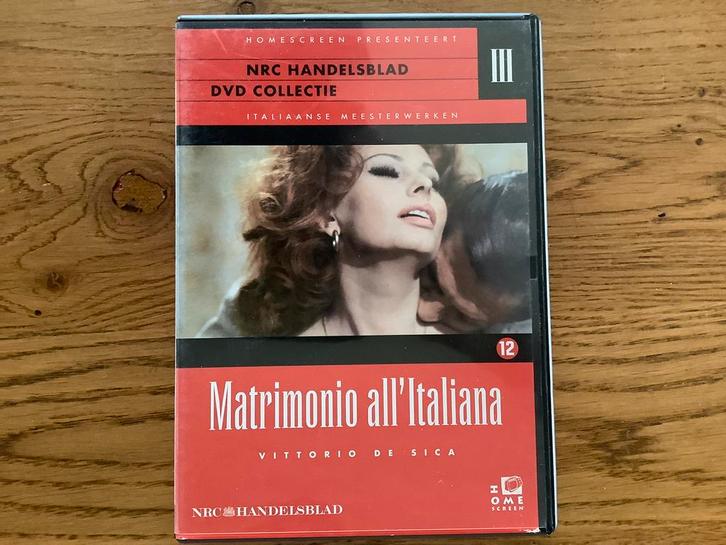 HOMESCREEN PRESENTEERT
III
NRC HANDELSBLAD
DVD COLLECTIE
ITALIAANSE MEESTERWERKEN
12
Matrimonio all'Italiana
VITTORIO DE SICA
NRC HANDELSBLAD
HOME
SCREEN